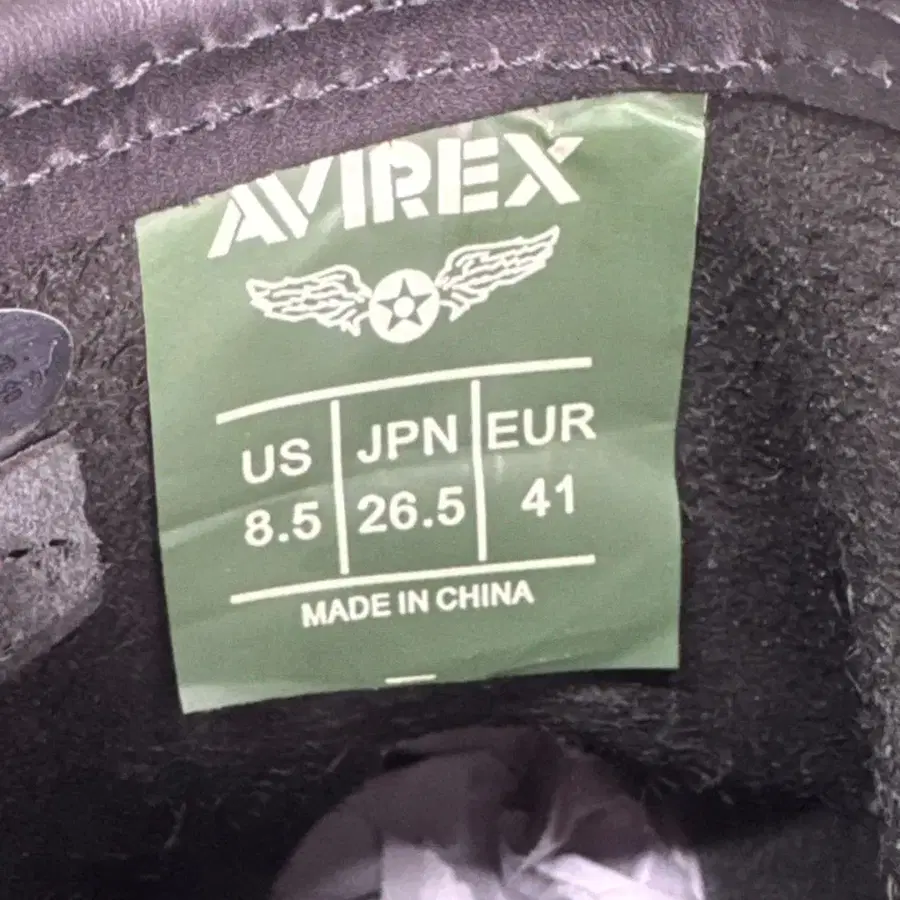 AVIREX
US JPN EUR
8.5 26.5 41
MADE IN CHINA